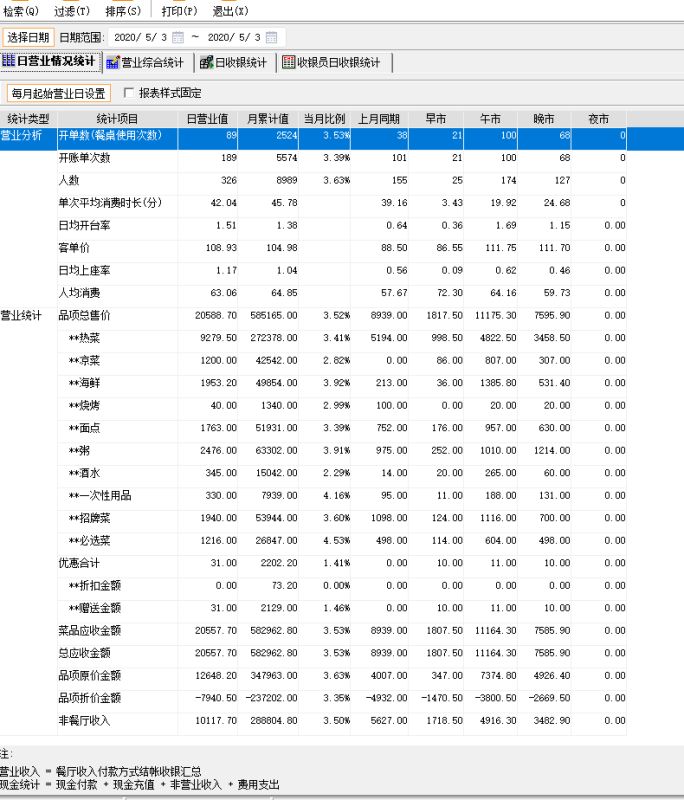 检索(Q) 过滤(T) 排序(S) 打印(P) 退出(X)
选择日期 日期范围: 2020/ 5/ 3 ~ 2020/ 5/ 3
日营业情况统计 营业综合统计 日收银统计 收银员日收银统计
每月起始营业日设置 报表样式固定
统计类型 统计项目 日营业值 月累计值 当月比例 上月同期 早市 午市 晚市 夜市
营业分析 开单数(餐桌使用次数) 89 2524 3.53% 38 21 100 68 0
开账单次数 189 5574 3.39% 101 21 100 68 0
人数 326 8989 3.63% 155 25 174 127 0
单次平均消费时长(分) 42.04 45.78 39.16 3.43 19.92 24.68 0
日均开台率 1.51 1.38 0.64 0.36 1.69 1.15 0.00
客单价 108.93 104.98 88.50 86.55 111.75 111.70 0.00
日均上座率 1.17 1.04 0.56 0.09 0.62 0.46 0.00
人均消费 63.06 64.85 57.67 72.30 64.16 59.73 0.00
营业统计 品项总售价 20588.70 585165.00 3.52% 8939.00 1817.50 11175.30 7595.90 0.00
**热菜 9279.50 272378.00 3.41% 5194.00 998.50 4822.50 3458.50 0.00
**凉菜 1200.00 42542.00 2.82% 0.00 86.00 807.00 307.00 0.00
**海鲜 1953.20 49854.00 3.92% 213.00 36.00 1385.80 531.40 0.00
**烧烤 40.00 1340.00 2.99% 100.00 0.00 20.00 20.00 0.00
**面点 1763.00 51931.00 3.39% 752.00 176.00 957.00 630.00 0.00
**粥 2476.00 63302.00 3.91% 975.00 252.00 1010.00 1214.00 0.00
**酒水 345.00 15042.00 2.29% 14.00 20.00 265.00 60.00 0.00
**一次性用品 330.00 7939.00 4.16% 95.00 11.00 188.00 131.00 0.00
**招牌菜 1940.00 53944.00 3.60% 1098.00 124.00 1116.00 700.00 0.00
**必选菜 1216.00 26847.00 4.53% 498.00 114.00 604.00 498.00 0.00
优惠合计 31.00 2202.20 1.41% 0.00 10.00 11.00 10.00 0.00
**折扣金额 0.00 73.20 0.00% 0.00 0.00 0.00 0.00 0.00
**赠送金额 31.00 2129.00 1.46% 0.00 10.00 11.00 10.00 0.00
菜品应收金额 20557.70 582962.80 3.53% 8939.00 1807.50 11164.30 7585.90 0.00
总应收金额 20557.70 582962.80 3.53% 8939.00 1807.50 11164.30 7585.90 0.00
品项原价金额 12648.20 347963.00 3.63% 4007.00 347.00 7374.80 4926.40 0.00
品项折价金额 -7940.50 -237202.00 3.35% -4932.00 -1470.50 -3800.50 -2669.50 0.00
非餐厅收入 10117.70 288804.80 3.50% 5627.00 1718.50 4916.30 3482.90 0.00
注:
营业收入 = 餐厅收入付款方式结帐收银汇总
现金统计 = 现金付款 + 现金充值 + 非营业收入 + 费用支出